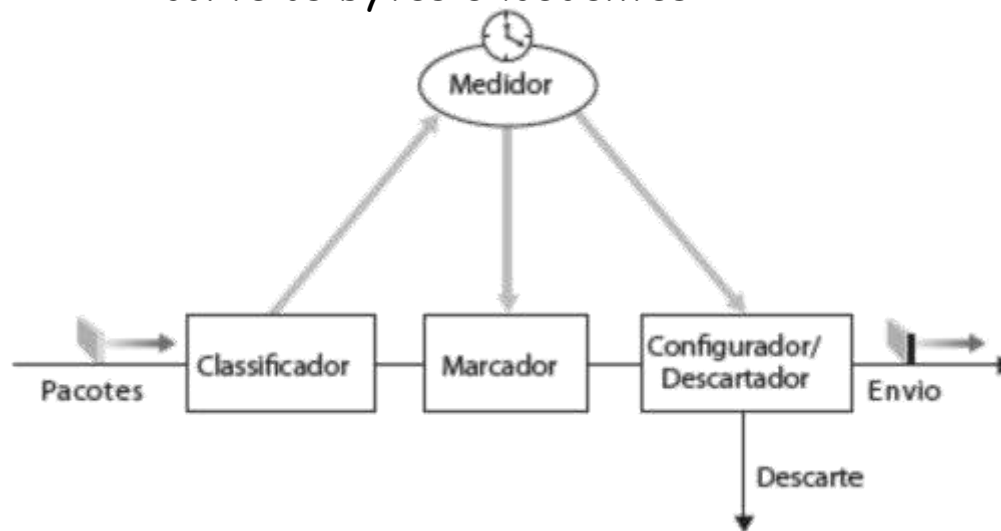 Medidor
Classificador
Marcador
Configurador/
Descartador
Pacotes
Envio
Descarte